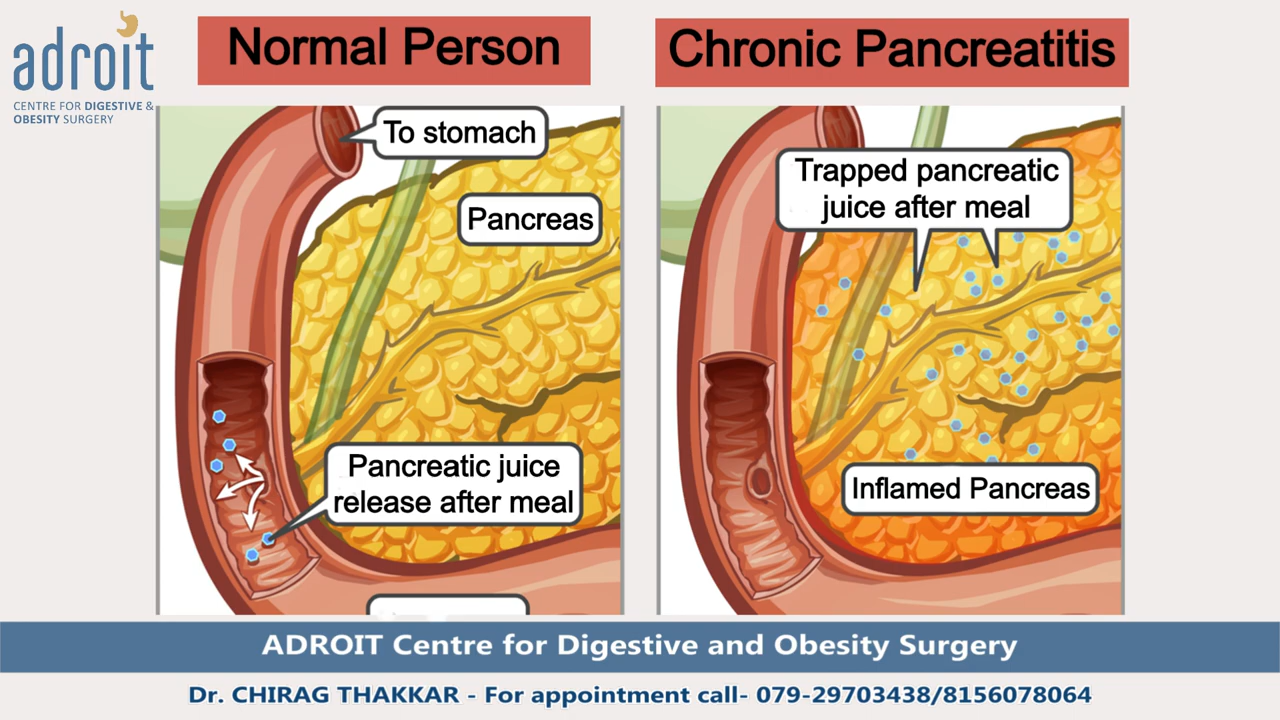 adroit
CENTRE FOR DIGESTIVE &
OBESITY SURGERY
Normal Person
Chronic Pancreatitis
To stomach
Pancreas
Pancreatic juice
release after meal
Trapped pancreatic
juice after meal
Inflamed Pancreas
ADROIT Centre for Digestive and Obesity Surgery
Dr. CHIRAG THAKKAR - For appointment call- 079-29703438/8156078064